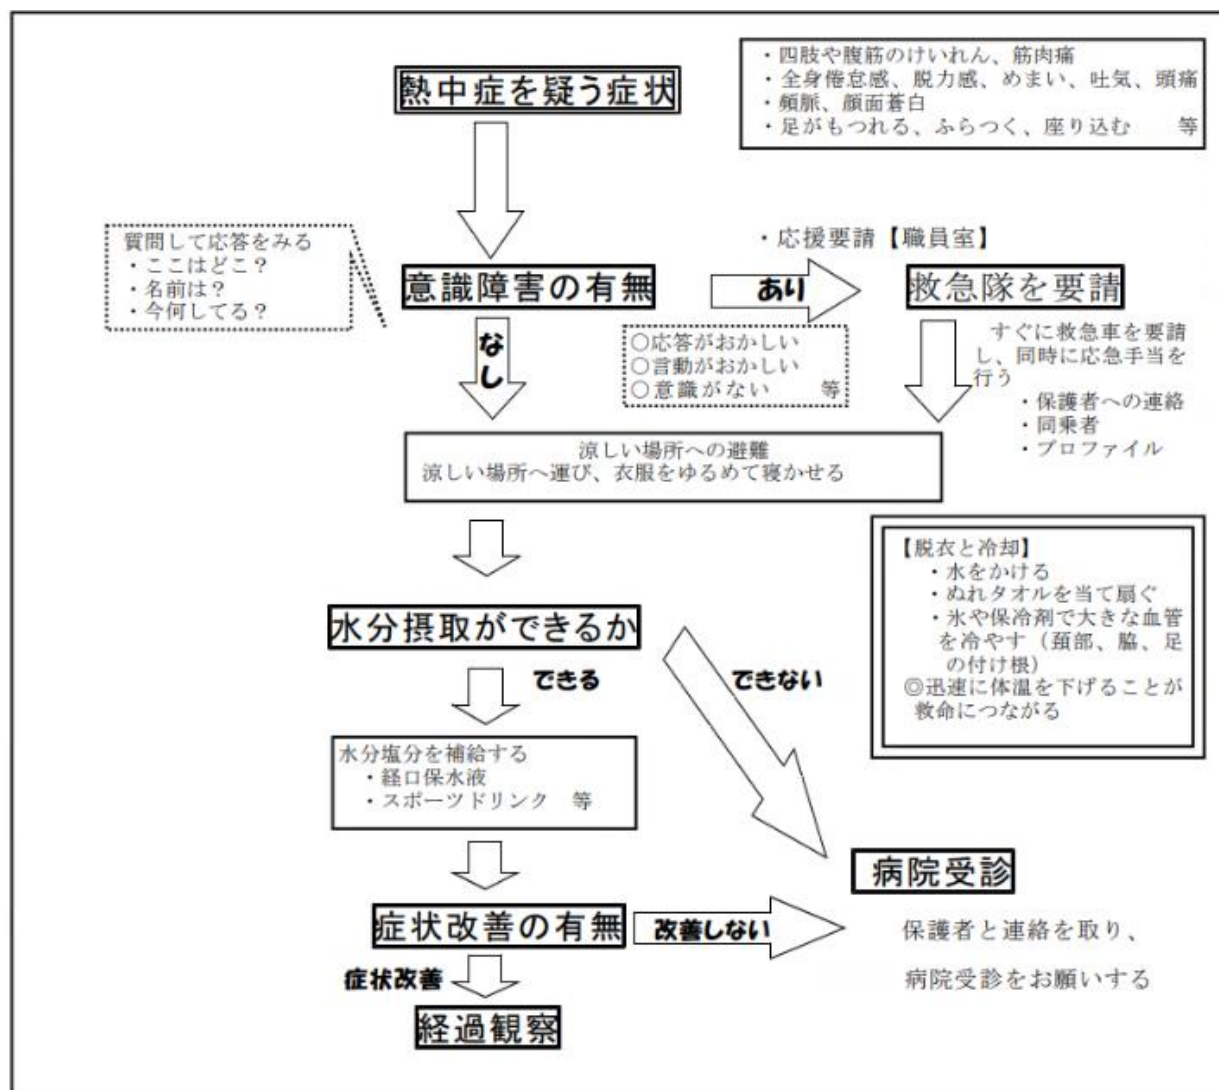 熱中症を疑う症状
・四肢や腹筋のけいれん、筋肉痛
・全身倦怠感、脱力感、めまい、吐気、頭痛
・頻脈、顔面蒼白
・足がもつれる、ふらつく、座り込む　等
質問して応答をみる
・ここはどこ？
・名前は？
・今何してる？
意識障害の有無
あり
・応援要請【職員室】
救急隊を要請
なし
○応答がおかしい
○言動がおかしい
○意識がない　等
すぐに救急車を要請
し、同時に応急手当を
行う
・保護者への連絡
・同乗者
・プロファイル
涼しい場所への避難
涼しい場所へ運び、衣服をゆるめて寝かせる
【脱衣と冷却】
・水をかける
・ぬれタオルを当て扇ぐ
・氷や保冷剤で大きな血管
を冷やす（頚部、脇、足
の付け根）
◎迅速に体温を下げることが
救命につながる
水分摂取ができるか
できる
できない
水分塩分を補給する
・経口保水液
・スポーツドリンク　等
症状改善の有無
改善しない
病院受診
保護者と連絡を取り、
病院受診をお願いする
症状改善
経過観察